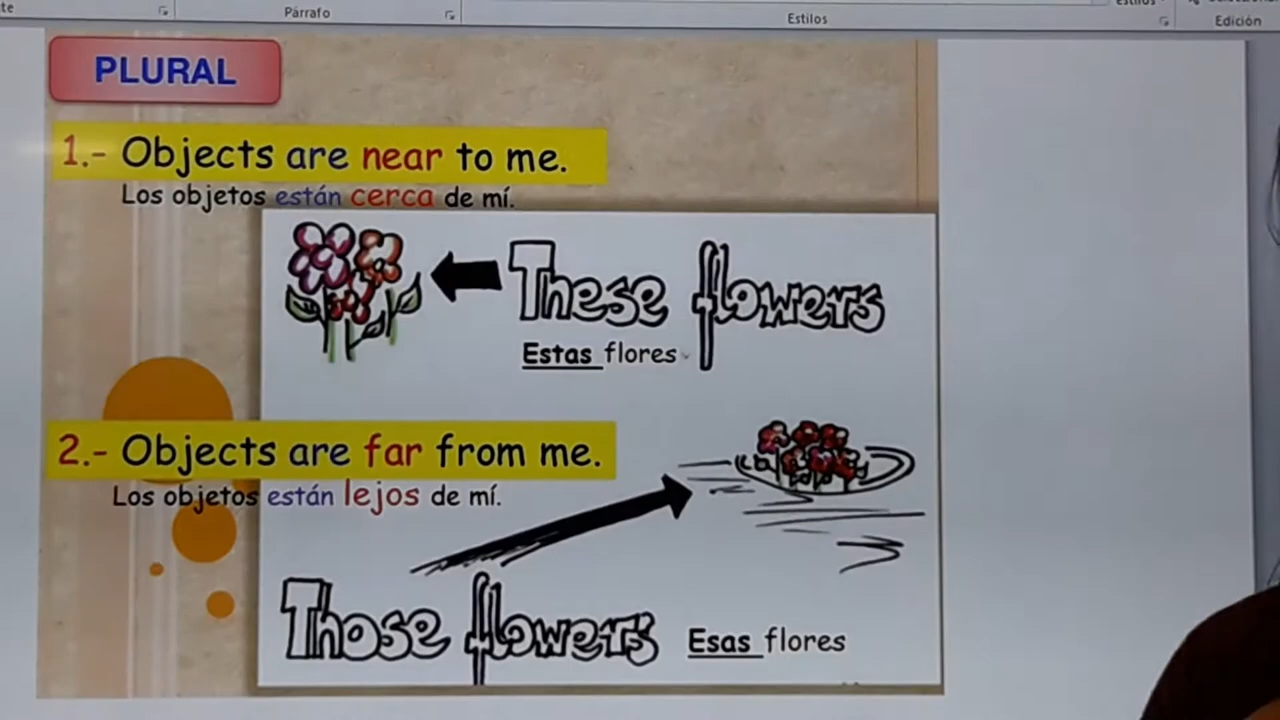 Párrafo
Estilos
Edición
PLURAL
1.- Objects are near to me.
Los objetos están cerca de mí.
These flowers
Estas flores
2.- Objects are far from me.
Los objetos están lejos de mí.
Those flowers
Esas flores